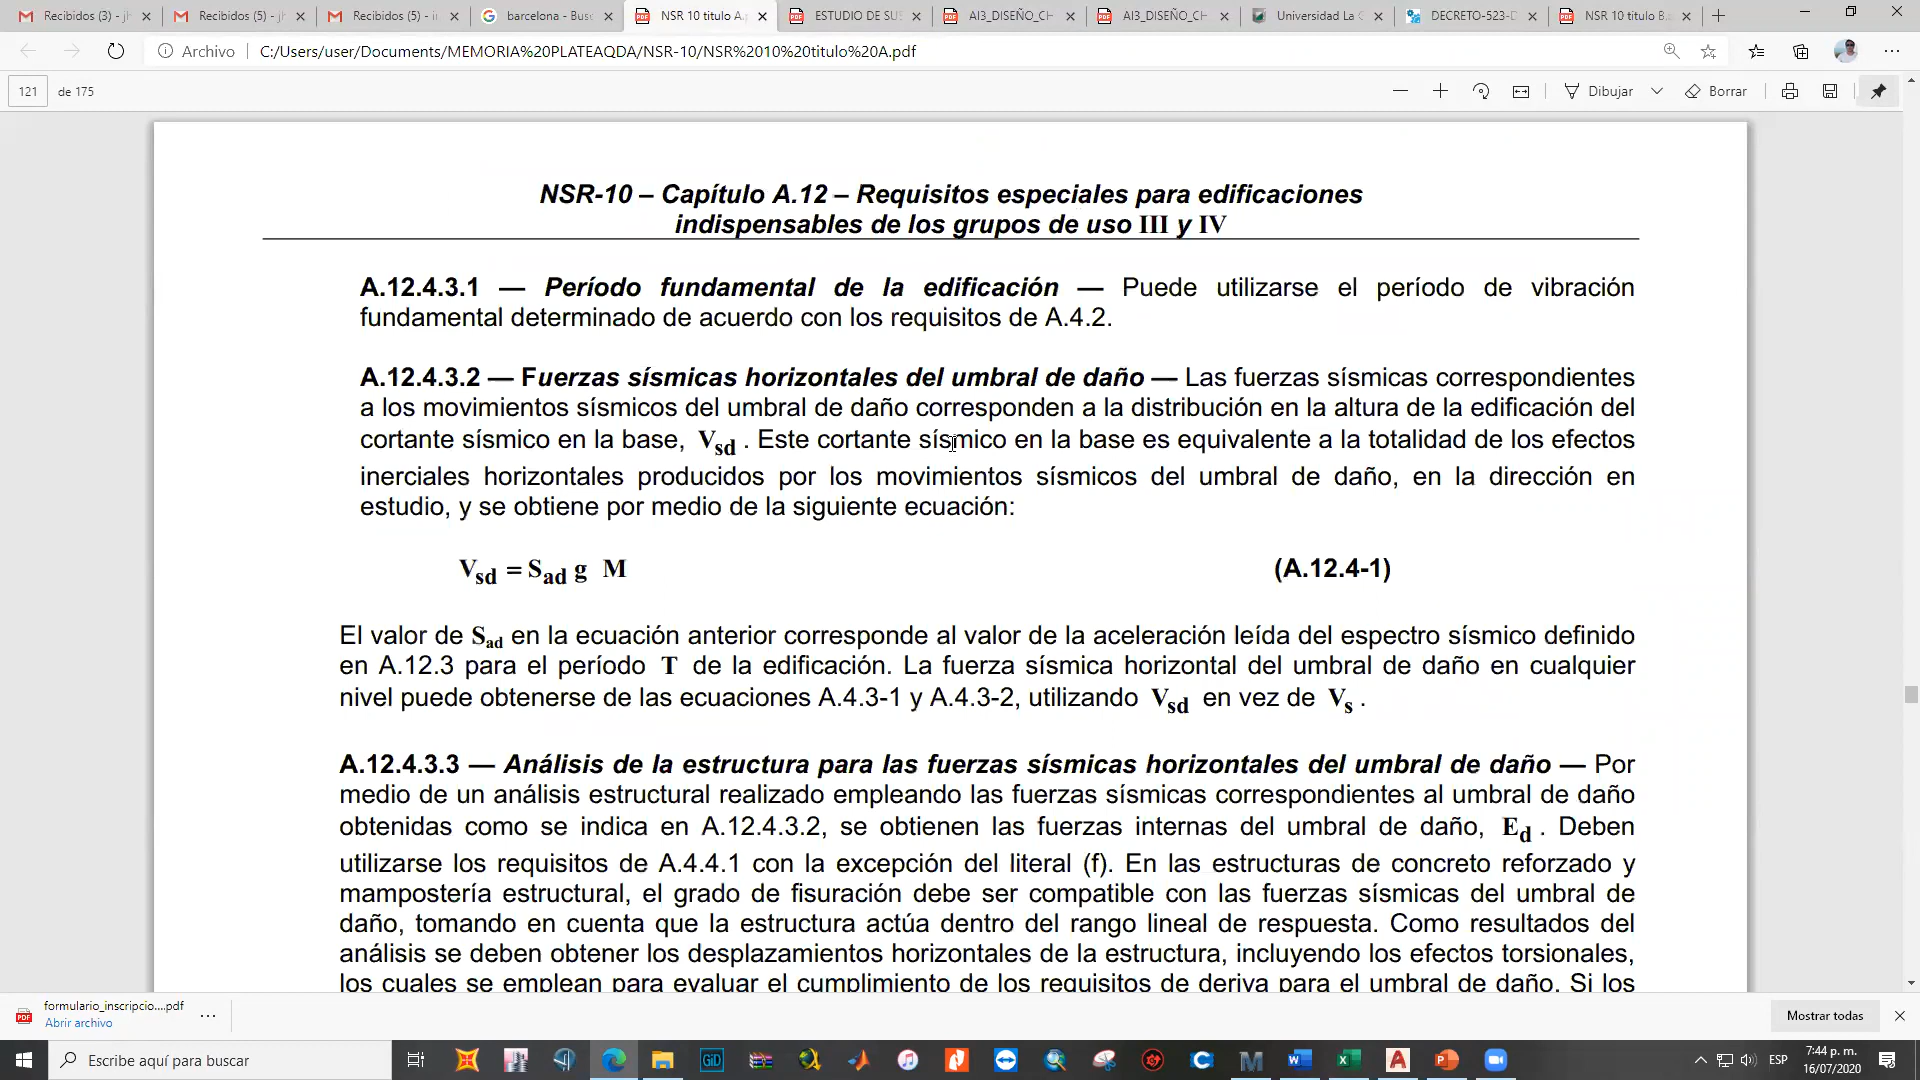 Recibidos (3) - jh
Recibidos (5) - jh
Recibidos (5) - ir
barcelona - Bus
NSR 10 titulo A.p
ESTUDIO DE SUE
AI3_DISEÑO_CH
AI3_DISEÑO_CH
Universidad La G
DECRETO-523-D
NSR 10 titulo B.p
Archivo
C:/Users/user/Documents/MEMORIA%20PLATEAQDA/NSR-10/NSR%2010%20titulo%20A.pdf
121 de 175
Dibujar
Borrar
NSR-10 – Capítulo A.12 – Requisitos especiales para edificaciones
indispensables de los grupos de uso III y IV
A.12.4.3.1 — Período fundamental de la edificación — Puede utilizarse el período de vibración
fundamental determinado de acuerdo con los requisitos de A.4.2.
A.12.4.3.2 — Fuerzas sísmicas horizontales del umbral de daño — Las fuerzas sísmicas correspondientes
a los movimientos sísmicos del umbral de daño corresponden a la distribución en la altura de la edificación del
cortante sísmico en la base, Vsd . Este cortante sísmico en la base es equivalente a la totalidad de los efectos
inerciales horizontales producidos por los movimientos sísmicos del umbral de daño, en la dirección en
estudio, y se obtiene por medio de la siguiente ecuación:
Vsd = Sad g M (A.12.4-1)
El valor de Sad en la ecuación anterior corresponde al valor de la aceleración leída del espectro sísmico definido
en A.12.3 para el período T de la edificación. La fuerza sísmica horizontal del umbral de daño en cualquier
nivel puede obtenerse de las ecuaciones A.4.3-1 y A.4.3-2, utilizando Vsd en vez de Vs .
A.12.4.3.3 — Análisis de la estructura para las fuerzas sísmicas horizontales del umbral de daño — Por
medio de un análisis estructural realizado empleando las fuerzas sísmicas correspondientes al umbral de daño
obtenidas como se indica en A.12.4.3.2, se obtienen las fuerzas internas del umbral de daño, Ed . Deben
utilizarse los requisitos de A.4.4.1 con la excepción del literal (f). En las estructuras de concreto reforzado y
mampostería estructural, el grado de fisuración debe ser compatible con las fuerzas sísmicas del umbral de
daño, tomando en cuenta que la estructura actúa dentro del rango lineal de respuesta. Como resultados del
análisis se deben obtener los desplazamientos horizontales de la estructura, incluyendo los efectos torsionales,
los cuales se emplean para evaluar el cumplimiento de los requisitos de deriva para el umbral de daño. Si los
formulario_inscripcio....pdf
Abrir archivo
Mostrar todas
Escribe aquí para buscar
GiD
ESP
7:44 p. m.
16/07/2020